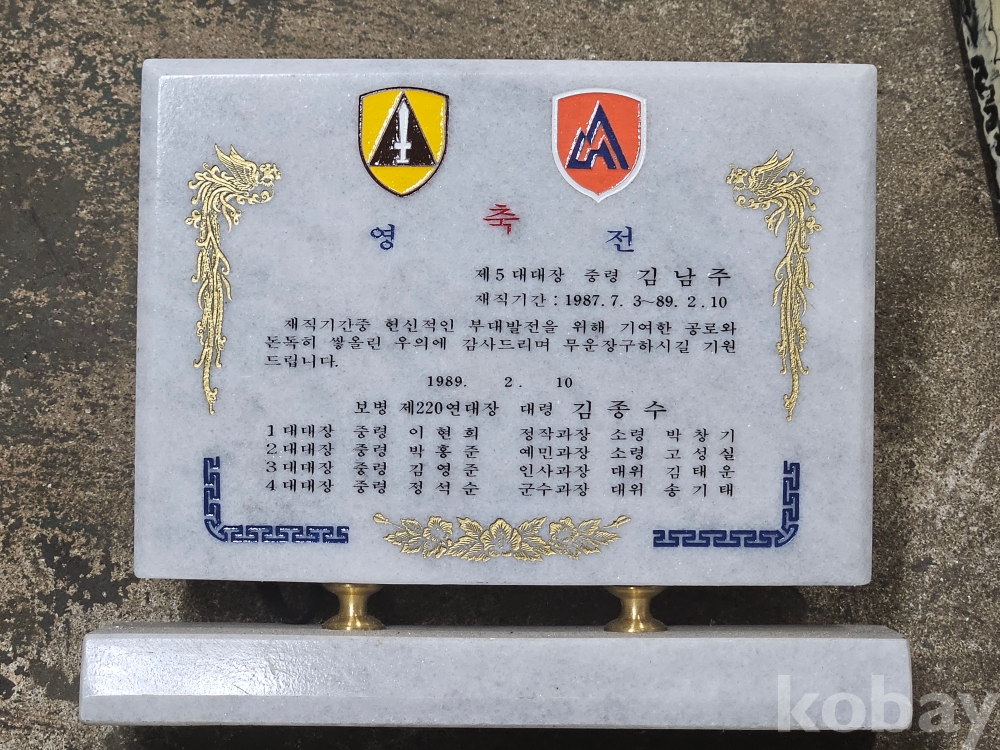 영 축 전
제5대대장 중령 김남주
재직기간 : 1987. 7. 3~89. 2. 10
재직기간중 헌신적인 부대발전을 위해 기여한 공로와
돈독히 쌓올린 우의에 감사드리며 무운장구하시길 기원
드립니다.
1989. 2. 10
보병 제220연대장 대령 김종수
1대대장 중령 이현희 정작과장 소령 박창기
2대대장 중령 박홍준 예민과장 소령 고성실
3대대장 중령 김영준 인사과장 대위 김태운
4대대장 중령 정석순 군수과장 대위 송기태
kobay